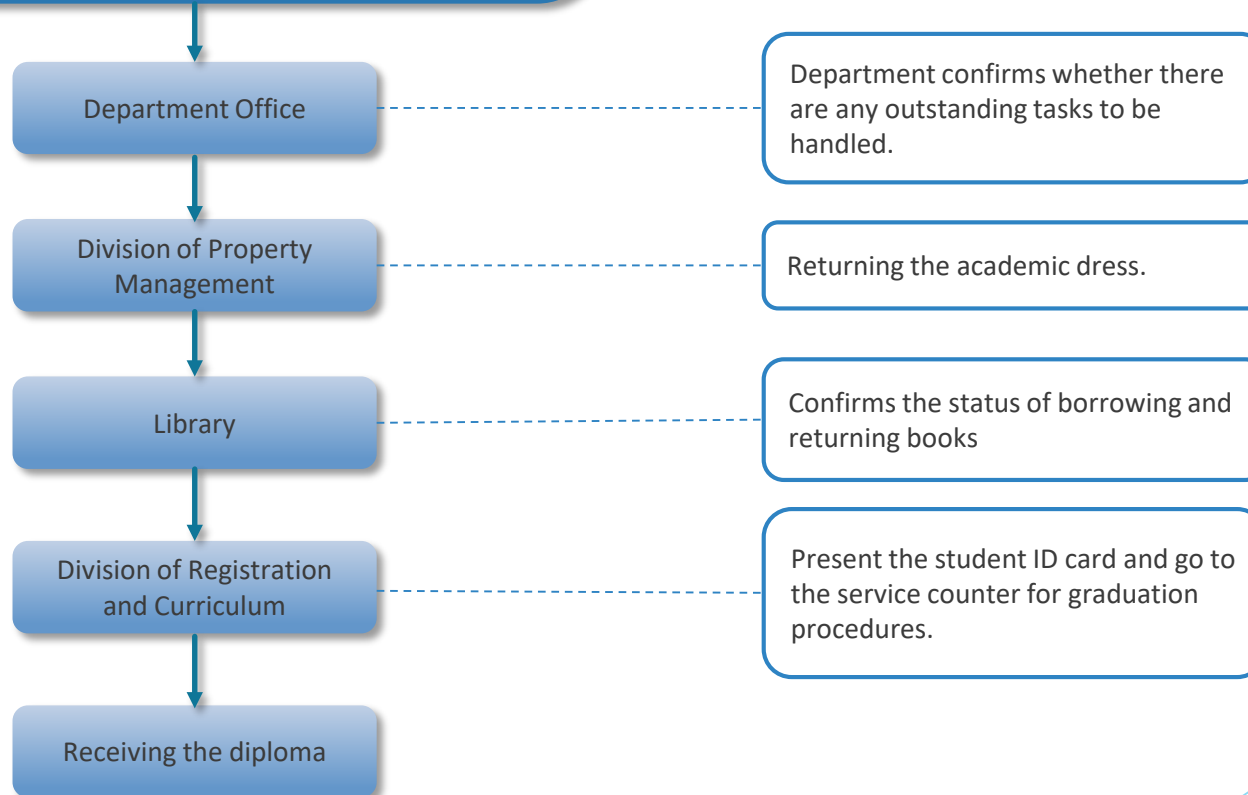 Department Office
Department confirms whether there
are any outstanding tasks to be
handled.
Division of Property
Management
Returning the academic dress.
Library
Confirms the status of borrowing and
returning books
Division of Registration
and Curriculum
Present the student ID card and go to
the service counter for graduation
procedures.
Receiving the diploma